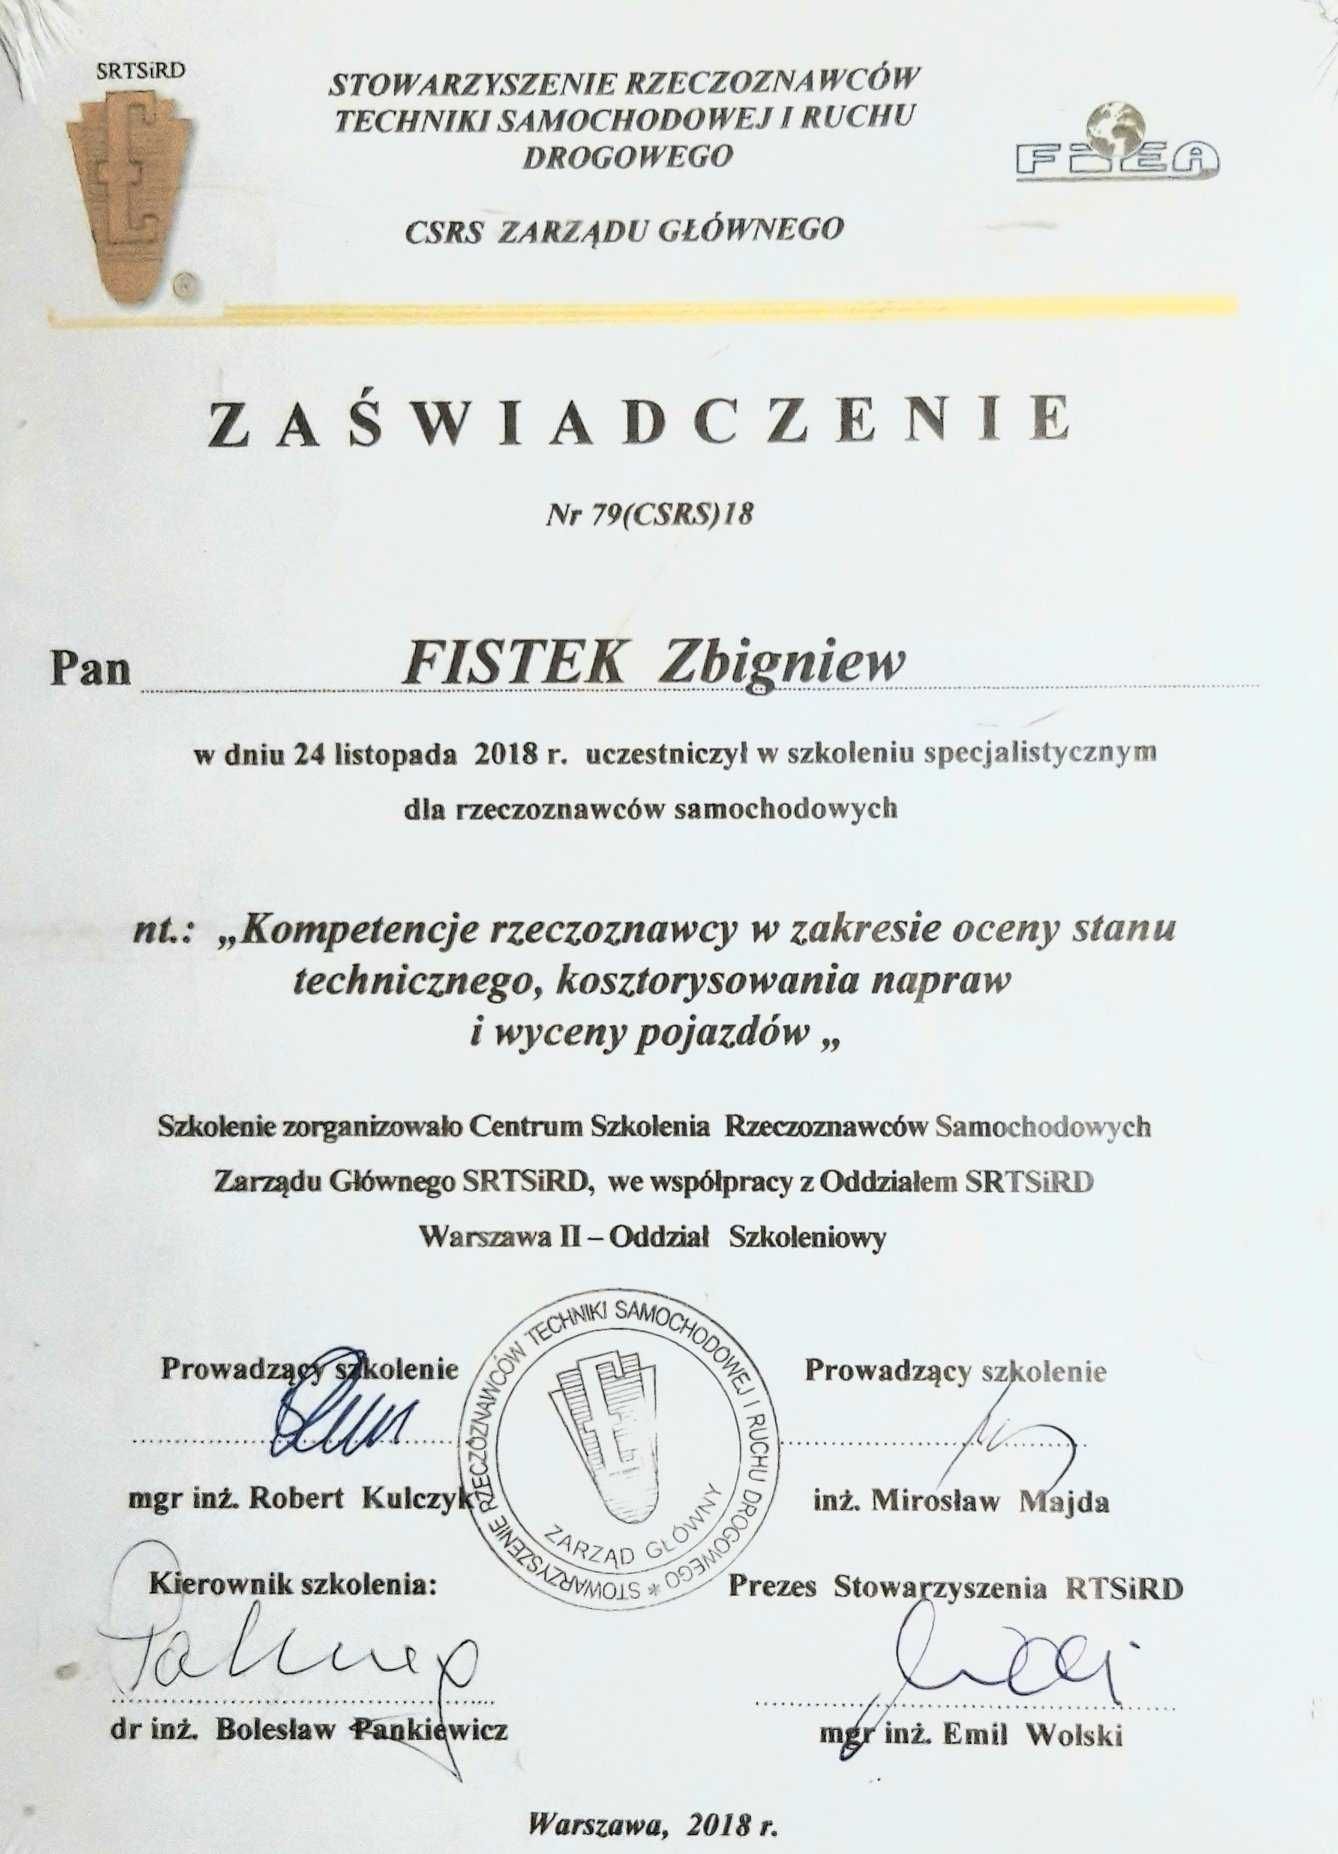 SRTSiRD
STOWARZYSZENIE RZECZOZNAWCÓW
TECHNIKI SAMOCHODOWEJ I RUCHU
DROGOWEGO
CSRS ZARZĄDU GŁÓWNEGO
FIEA
®
ZAŚWIADCZENIE
Nr 79(CSRS)18
Pan FISTEK Zbigniew
w dniu 24 listopada 2018 r. uczestniczył w szkoleniu specjalistycznym
dla rzeczoznawców samochodowych
nt.: „Kompetencje rzeczoznawcy w zakresie oceny stanu
technicznego, kosztorysowania napraw
i wyceny pojazdów „
Szkolenie zorganizowało Centrum Szkolenia Rzeczoznawców Samochodowych
Zarządu Głównego SRTSiRD, we współpracy z Oddziałem SRTSiRD
Warszawa II – Oddział Szkoleniowy
STOWARZYSZENIE RZECZOZNAWCÓW TECHNIKI SAMOCHODOWEJ I RUCHU DROGOWEGO *
ZARZĄD GŁÓWNY
Prowadzący szkolenie
mgr inż. Robert Kulczyk
Prowadzący szkolenie
inż. Mirosław Majda
Kierownik szkolenia:
dr inż. Bolesław Pankiewicz
Prezes Stowarzyszenia RTSiRD
mgr inż. Emil Wolski
Warszawa, 2018 r.